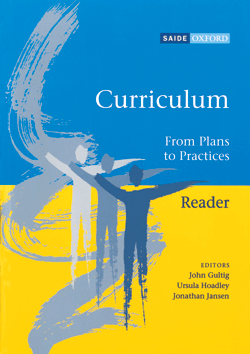 SAIDE OXFORD
Curriculum
From Plans
to Practices
Reader
EDITORS
John Gultig
Ursula Hoadley
Jonathan Jansen